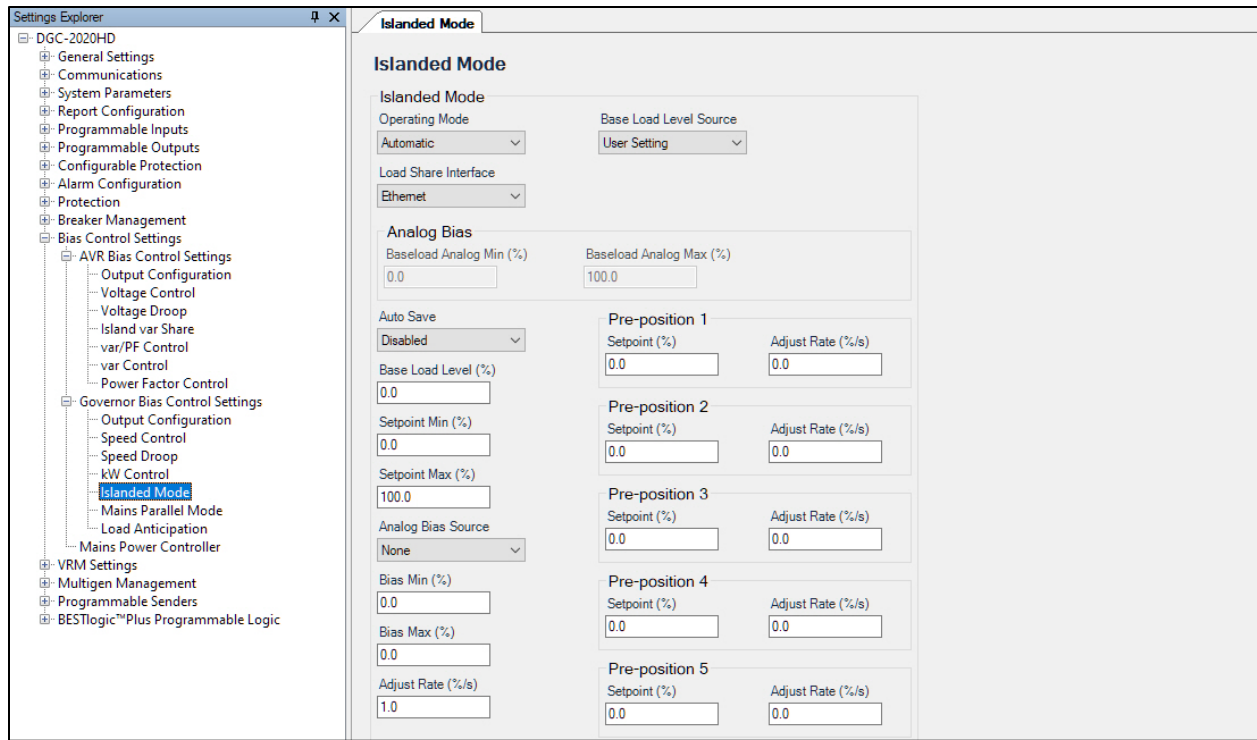 Settings Explorer
DGC-2020HD
General Settings
Communications
System Parameters
Report Configuration
Programmable Inputs
Programmable Outputs
Configurable Protection
Alarm Configuration
Protection
Breaker Management
Bias Control Settings
AVR Bias Control Settings
Output Configuration
Voltage Control
Voltage Droop
Island var Share
var/PF Control
var Control
Power Factor Control
Governor Bias Control Settings
Output Configuration
Speed Control
Speed Droop
kW Control
Islanded Mode
Mains Parallel Mode
Load Anticipation
Mains Power Controller
VRM Settings
Multigen Management
Programmable Senders
BESTlogic™Plus Programmable Logic
Islanded Mode
Islanded Mode
Islanded Mode
Operating Mode Base Load Level Source
Automatic User Setting
Load Share Interface
Ethernet
Analog Bias
Baseload Analog Min (%) Baseload Analog Max (%)
0.0 100.0
Auto Save
Disabled
Base Load Level (%)
0.0
Setpoint Min (%)
0.0
Setpoint Max (%)
100.0
Analog Bias Source
None
Bias Min (%)
0.0
Bias Max (%)
0.0
Adjust Rate (%/s)
1.0
Pre-position 1
Setpoint (%) Adjust Rate (%/s)
0.0 0.0
Pre-position 2
Setpoint (%) Adjust Rate (%/s)
0.0 0.0
Pre-position 3
Setpoint (%) Adjust Rate (%/s)
0.0 0.0
Pre-position 4
Setpoint (%) Adjust Rate (%/s)
0.0 0.0
Pre-position 5
Setpoint (%) Adjust Rate (%/s)
0.0 0.0